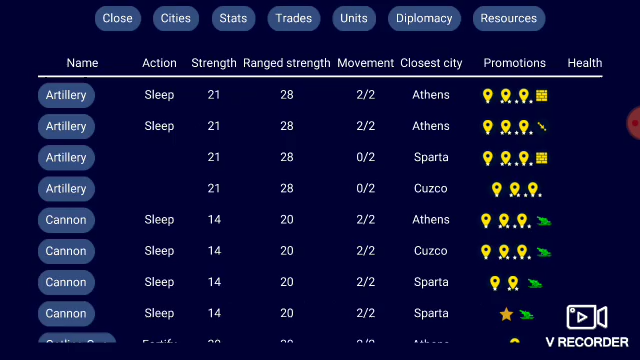 Close Cities Stats Trades Units Diplomacy Resources
Name Action Strength Ranged strength Movement Closest city Promotions Health
Artillery Sleep 21 28 2/2 Athens
Artillery Sleep 21 28 2/2 Athens
Artillery 21 28 0/2 Sparta
Artillery 21 28 0/2 Cuzco
Cannon Sleep 14 20 2/2 Athens
Cannon Sleep 14 20 2/2 Cuzco
Cannon Sleep 14 20 2/2 Sparta
Cannon Sleep 14 20 2/2 Sparta
V RECORDER